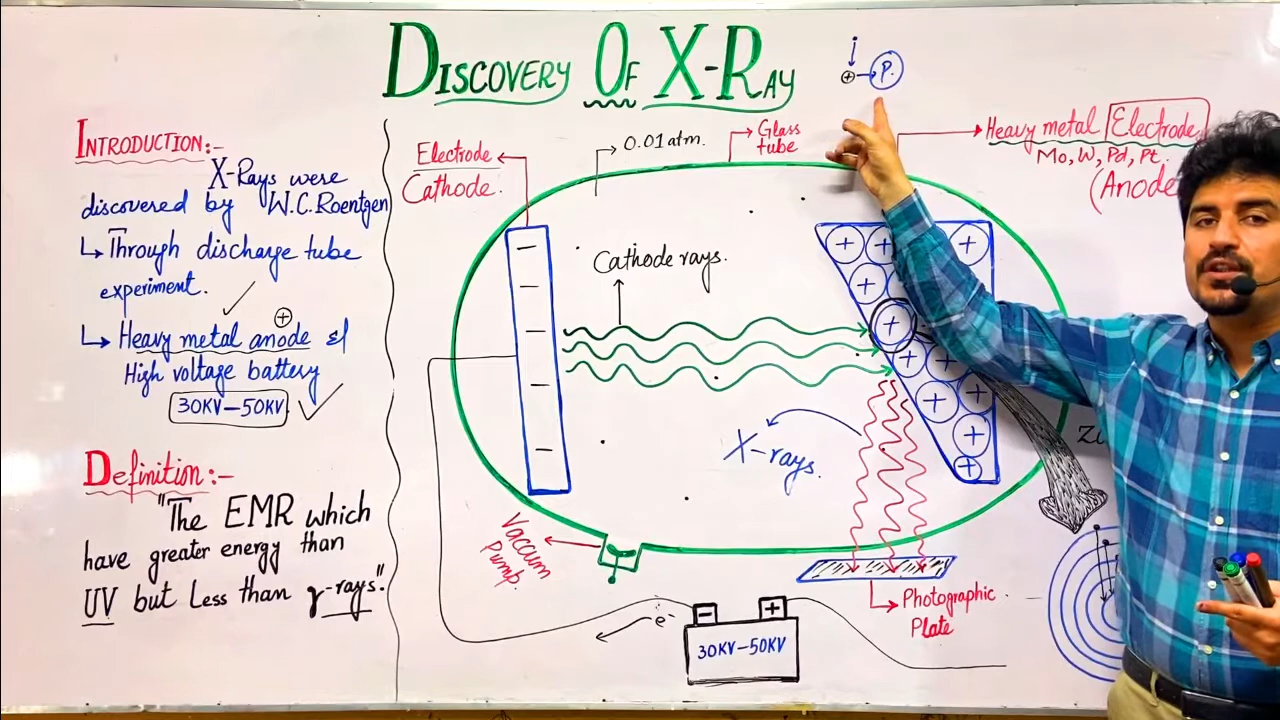 DISCOVERY OF X-RAY
INTRODUCTION:-
X-Rays were
discovered by W.C.Roentgen
↳ Through discharge tube
experiment.
↳ Heavy metal anode &
High voltage battery
30KV-50KV
Definition:-
"The EMR which
have greater energy than
UV but Less than γ-rays."
Electrode
Cathode.
0.01 atm.
Glass
tube
P.
Heavy metal Electrode
Mo, W, Pd, Pt.
(Anode
Cathode rays.
X-rays.
Vaccum
Pump.
Photographic
Plate
e⁻
- +
30KV-50KV